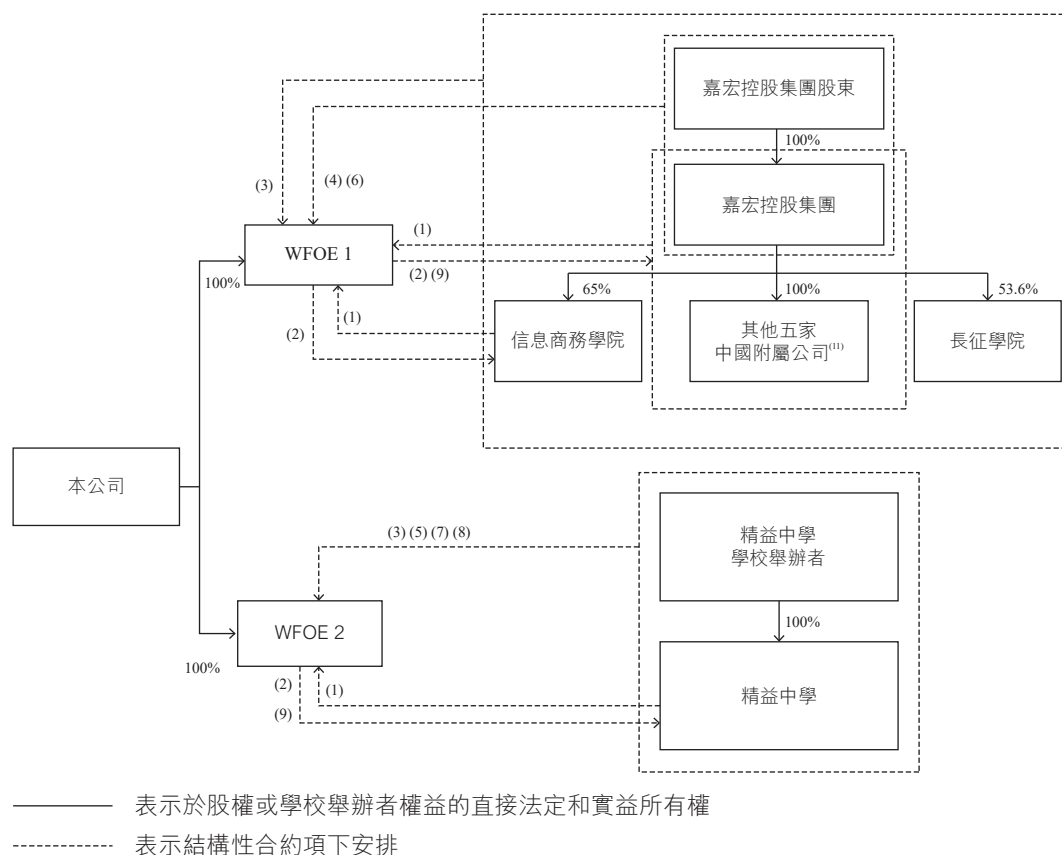 嘉宏控股集團股東
100%
(3)
(4) (6)
嘉宏控股集團
(1)
WFOE 1
(2) (9)
100%
65%
100%
53.6%
(2)
(1)
信息商務學院
其他五家
中國附屬公司(11)
長征學院
本公司
(3) (5) (7) (8)
精益中學
學校舉辦者
100%
WFOE 2
100%
(2)
(1)
(9)
精益中學
表示於股權或學校舉辦者權益的直接法定和實益所有權
表示結構性合約項下安排